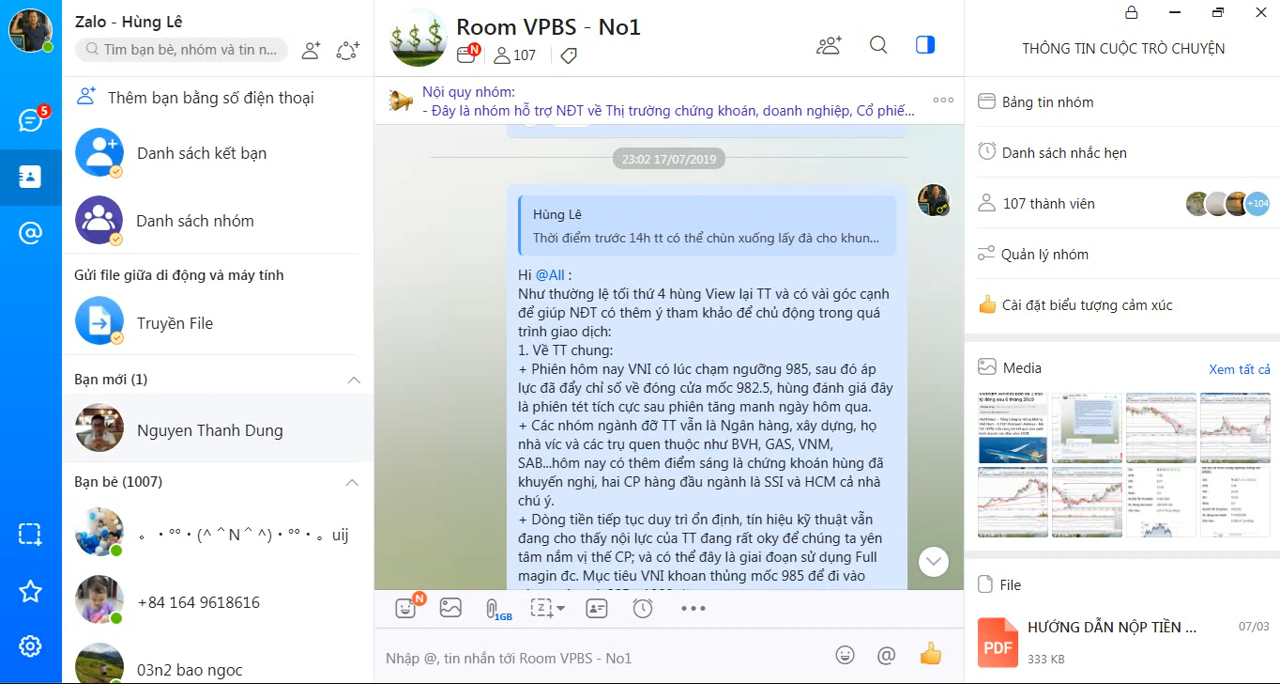 Zalo - Hùng Lê
Tìm bạn bè, nhóm và tin n...
5
Thêm bạn bằng số điện thoại
Danh sách kết bạn
Danh sách nhóm
Gửi file giữa di động và máy tính
Truyền File
Bạn mới (1)
Nguyen Thanh Dung
Bạn bè (1007)
。・°°・(^＾N＾^)・°°・。uij
+84 164 9618616
03n2 bao ngoc
Room VPBS - No1
N
107
Nội quy nhóm:
- Đây là nhóm hỗ trợ NĐT về Thị trường chứng khoán, doanh nghiệp, Cổ phiế...
23:02 17/07/2019
Hùng Lê
Thời điểm trước 14h tt có thể chùn xuống lấy đà cho khun...
Hi @All :
Như thường lệ tối thứ 4 hùng View lại TT và có vài góc cạnh
để giúp NĐT có thêm ý tham khảo để chủ động trong quá
trình giao dịch:
1. Về TT chung:
+ Phiên hôm nay VNI có lúc chạm ngưỡng 985, sau đó áp
lực đã đẩy chỉ số về đóng cửa mốc 982.5, hùng đánh giá đây
là phiên tét tích cực sau phiên tăng manh ngày hôm qua.
+ Các nhóm ngành đỡ TT vẫn là Ngân hàng, xây dựng, họ
nhà víc và các trụ quen thuộc như BVH, GAS, VNM,
SAB...hôm nay có thêm điểm sáng là chứng khoán hùng đã
khuyến nghị, hai CP hàng đầu ngành là SSI và HCM cả nhà
chú ý.
+ Dòng tiền tiếp tục duy trì ổn định, tín hiệu kỹ thuật vẫn
đang cho thấy nội lực của TT đang rất oky để chúng ta yên
tâm nắm vị thế CP; và có thể đây là giai đoạn sử dụng Full
magin đc. Mục tiêu VNI khoan thủng mốc 985 để đi vào
N
1GB
Nhập @, tin nhắn tới Room VPBS - No1
THÔNG TIN CUỘC TRÒ CHUYỆN
Bảng tin nhóm
Danh sách nhắc hẹn
107 thành viên
+104
Quản lý nhóm
Cài đặt biểu tượng cảm xúc
Media
Xem tất cả
File
PDF
HƯỚNG DẪN NỘP TIỀN ...
07/03
333 KB